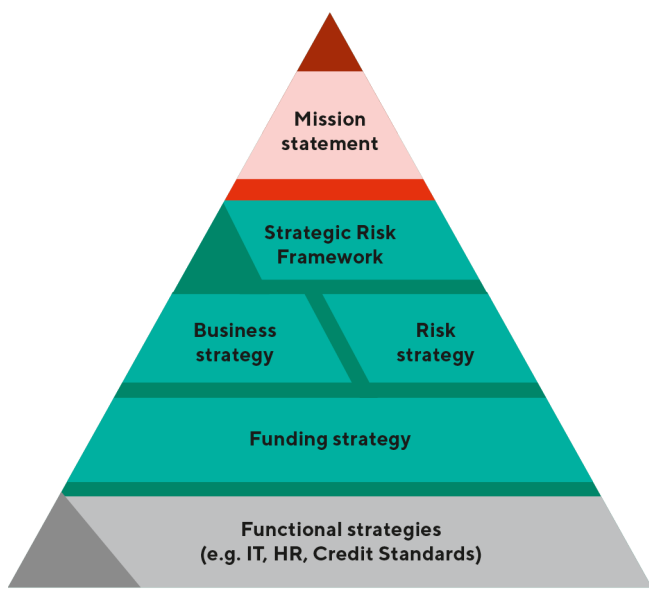 Mission
statement
Strategic Risk
Framework
Business
strategy
Risk
strategy
Funding strategy
Functional strategies
(e.g. IT, HR, Credit Standards)